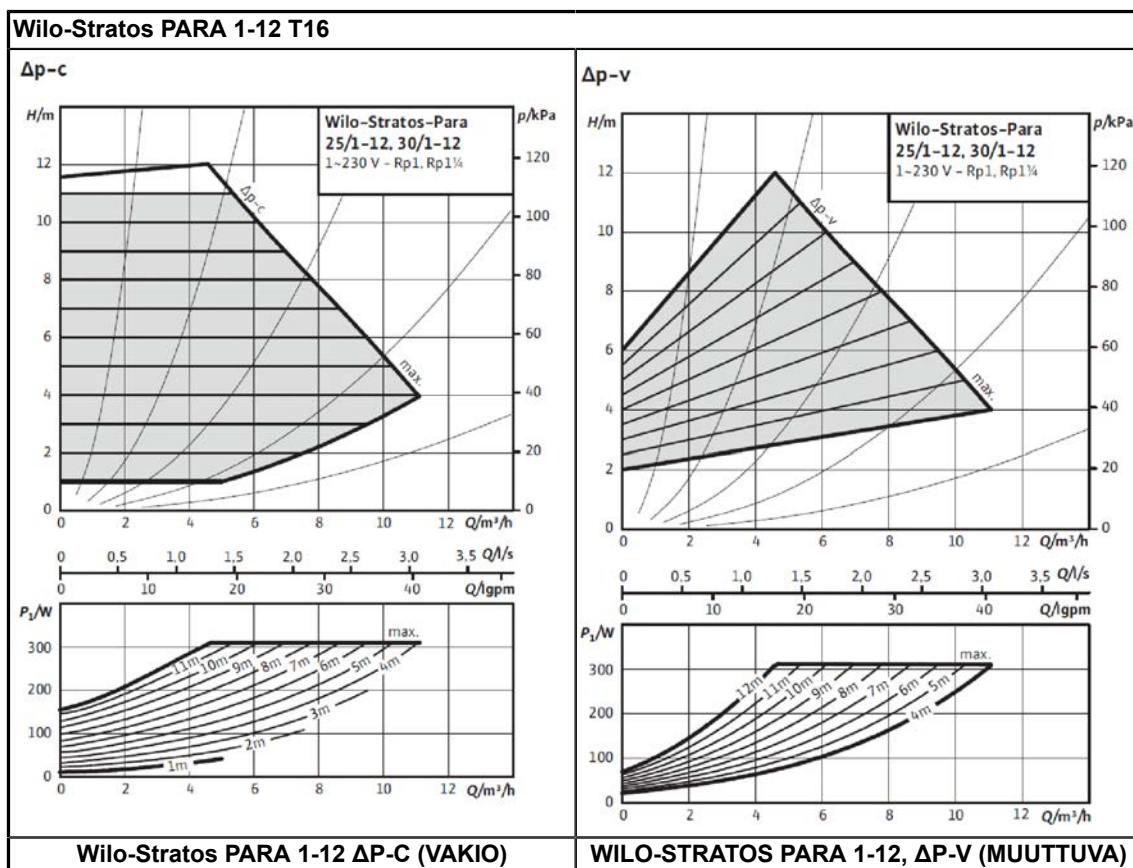 Wilo-Stratos PARA 1-12 T16
Δp-c
H/m
p/kPa
Wilo-Stratos-Para
25/1-12, 30/1-12
1~230 V - Rp1, Rp1¼
12
10
8
6
4
2
0
120
100
80
60
40
20
0
Δp-c
max.
0 2 4 6 8 10 12 Q/m³/h
0 0,5 1,0 1,5 2,0 2,5 3,0 3,5 Q/l/s
0 10 20 30 40 Q/Igpm
P₁/W
300
200
100
0
max.
11m 10m 9m 8m 7m 6m 5m 4m
3m
2m
1m
0 2 4 6 8 10 12 Q/m³/h
Wilo-Stratos PARA 1-12 ΔP-C (VAKIO)
Δp-v
H/m
p/kPa
Wilo-Stratos-Para
25/1-12, 30/1-12
1~230 V - Rp1, Rp1¼
12
10
8
6
4
2
0
120
100
80
60
40
20
0
Δp-v
max.
0 2 4 6 8 10 12 Q/m³/h
0 0,5 1,0 1,5 2,0 2,5 3,0 3,5 Q/l/s
0 10 20 30 40 Q/Igpm
P₁/W
300
200
100
0
max.
12m 11m 10m 9m 8m 7m 6m 5m
4m
0 2 4 6 8 10 12 Q/m³/h
WILO-STRATOS PARA 1-12, ΔP-V (MUUTTUVA)